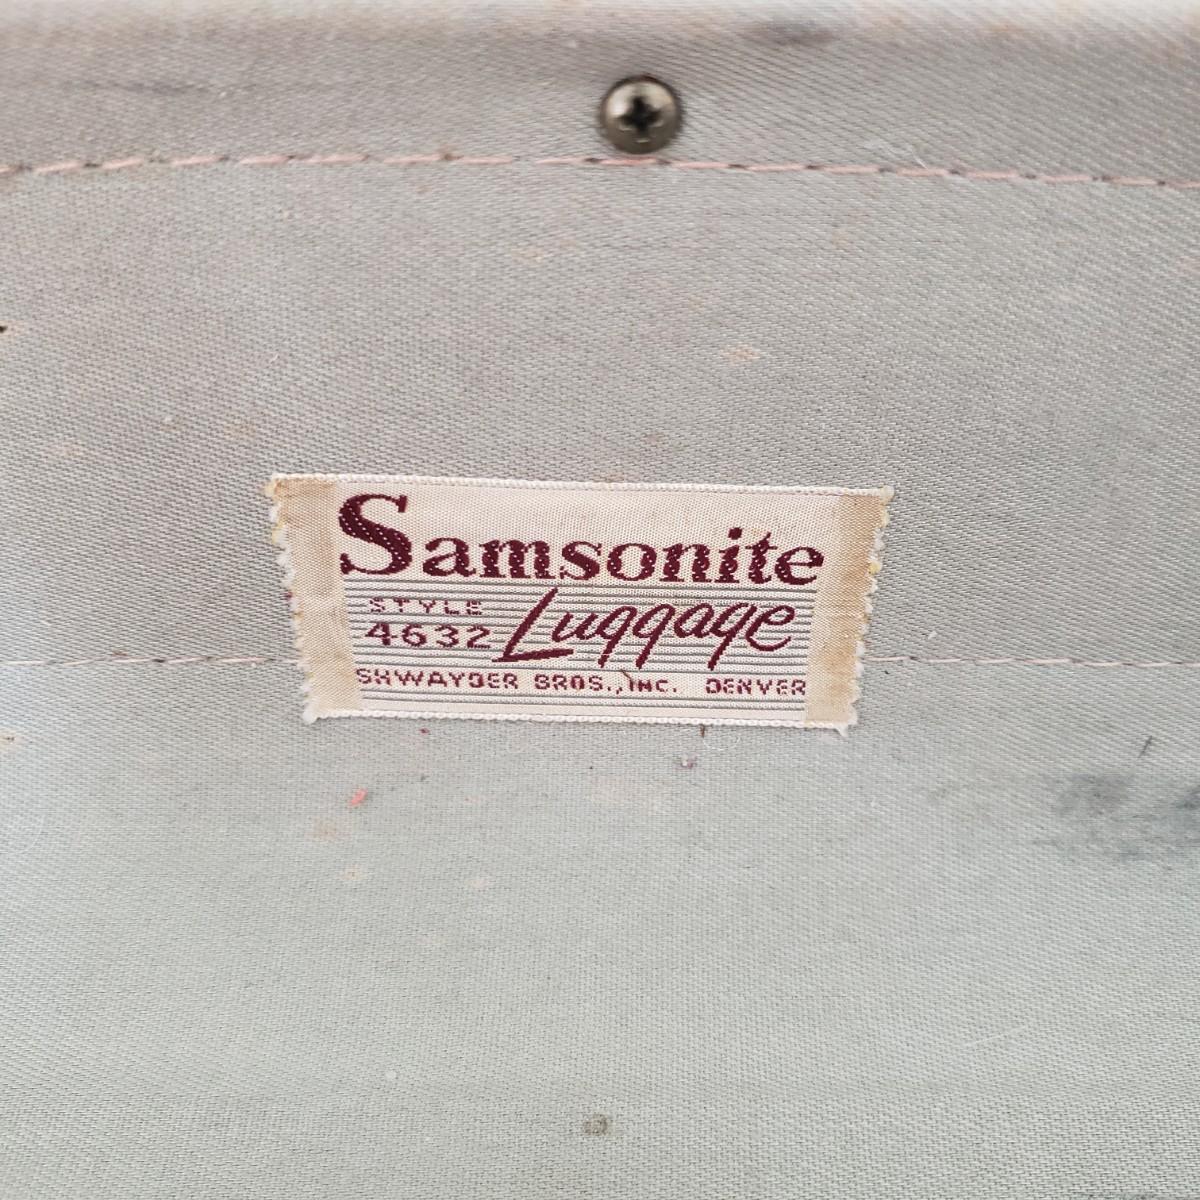 Samsonite
STYLE
4632 Luggage
SHWAYDER BROS., INC. DENVER